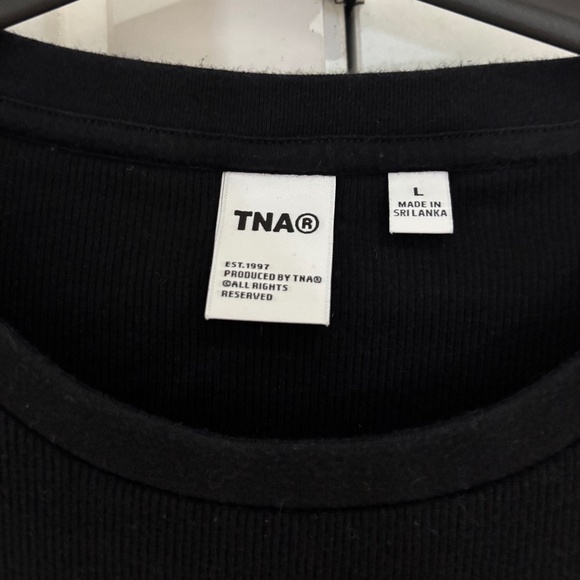 TNA®
EST.1997
PRODUCED BY TNA®
©ALL RIGHTS
RESERVED
L
MADE IN
SRI LANKA